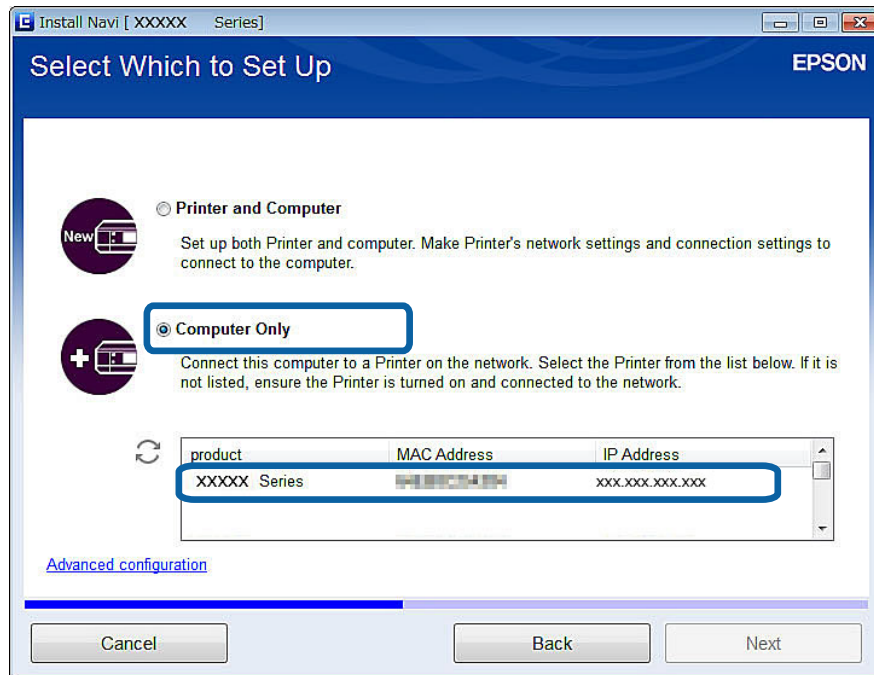 Install Navi [ XXXXX Series]
Select Which to Set Up
EPSON
New
Printer and Computer
Set up both Printer and computer. Make Printer's network settings and connection settings to
connect to the computer.
Computer Only
Connect this computer to a Printer on the network. Select the Printer from the list below. If it is
not listed, ensure the Printer is turned on and connected to the network.
product MAC Address IP Address
XXXXX Series xxx.xxx.xxx.xxx
Advanced configuration
Cancel Back Next